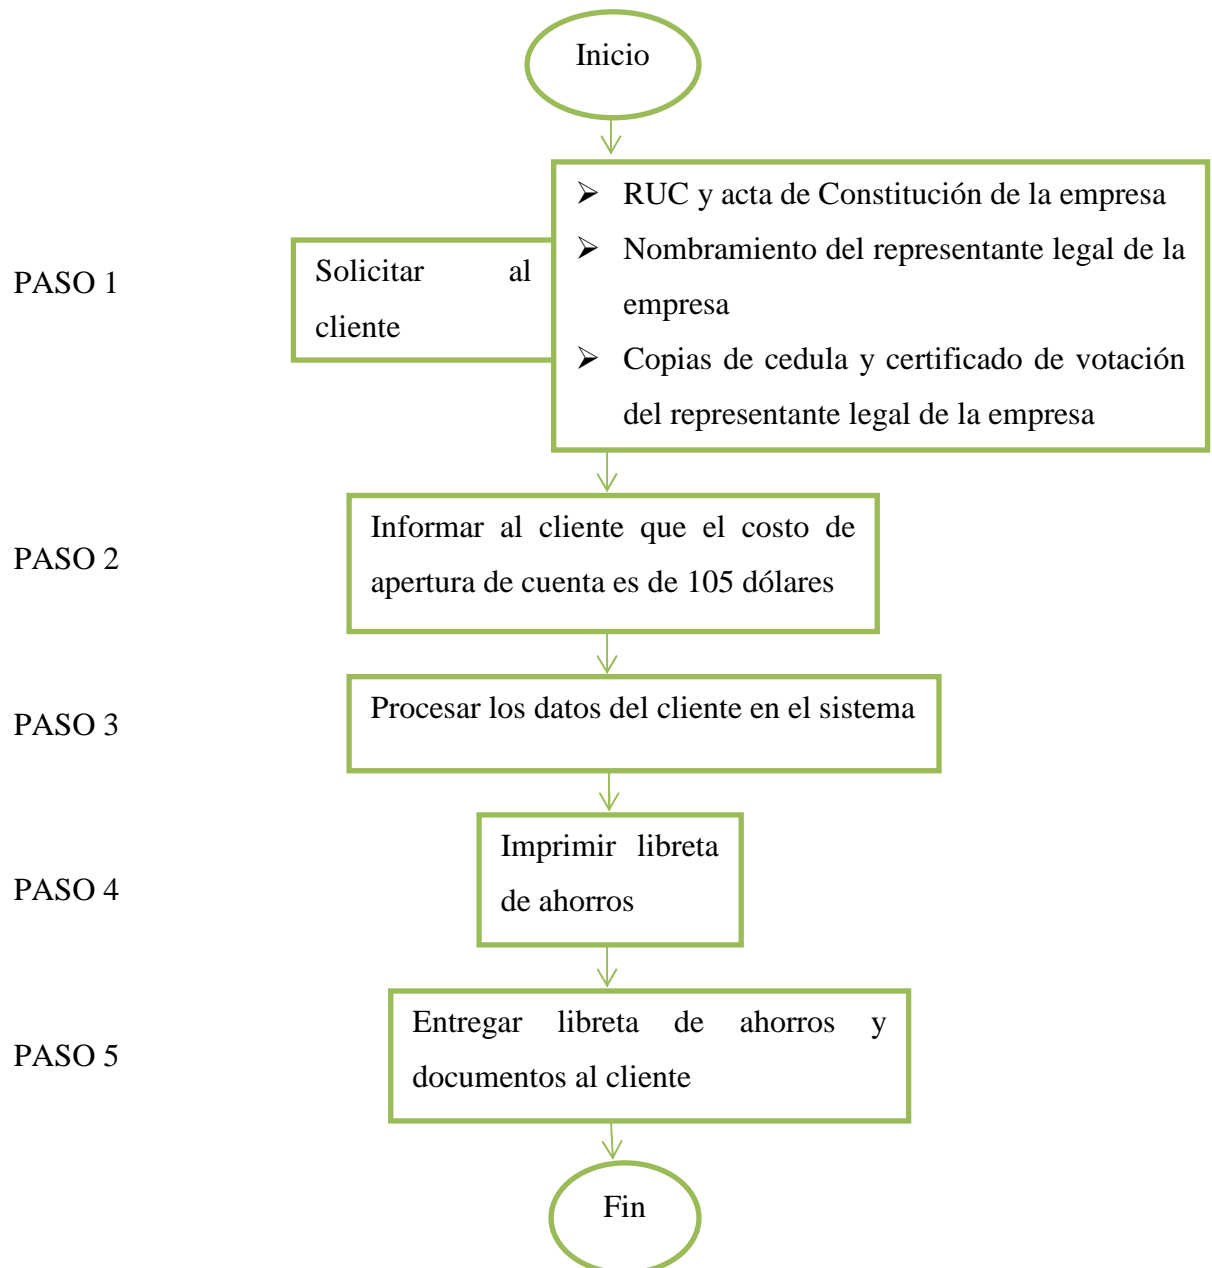 Inicio
➢ RUC y acta de Constitución de la empresa
➢ Nombramiento del representante legal de la
empresa
➢ Copias de cedula y certificado de votación
del representante legal de la empresa
PASO 1
Solicitar al
cliente
PASO 2
Informar al cliente que el costo de
apertura de cuenta es de 105 dólares
PASO 3
Procesar los datos del cliente en el sistema
PASO 4
Imprimir libreta
de ahorros
PASO 5
Entregar libreta de ahorros y
documentos al cliente
Fin